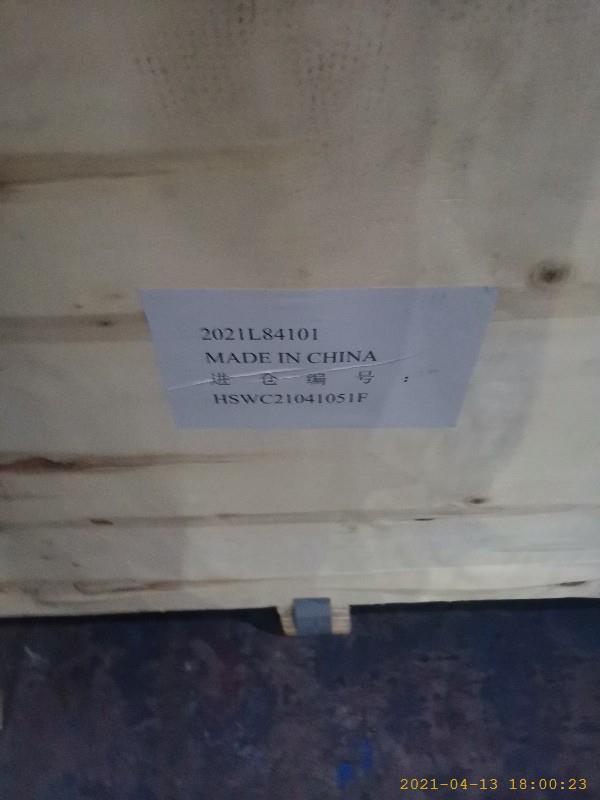 2021L84101
MADE IN CHINA
进 仓 编 号 :
HSWC21041051F
2021-04-13 18:00:23